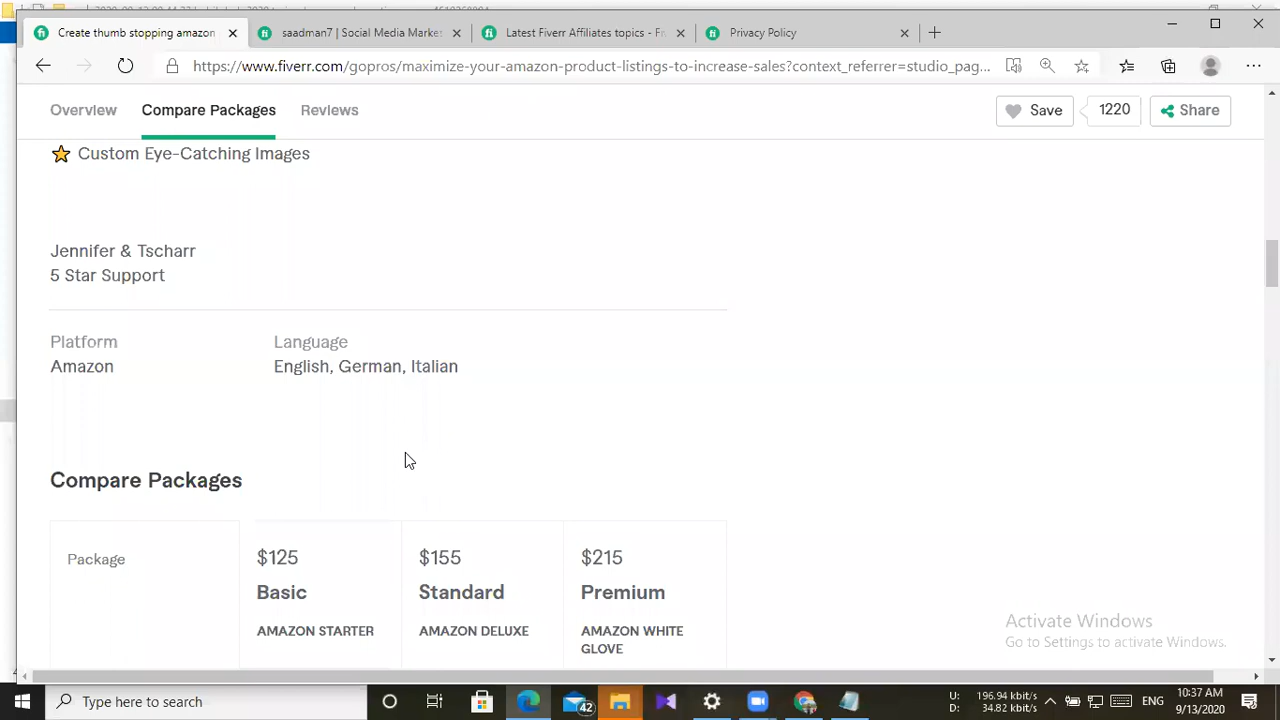 Create thumb stopping amazon
saadman7 | Social Media Marke
Latest Fiverr Affiliates topics - Fi
Privacy Policy
https://www.fiverr.com/gopros/maximize-your-amazon-product-listings-to-increase-sales?context_referrer=studio_pag...
Overview
Compare Packages
Reviews
Save
1220
Share
Custom Eye-Catching Images
Jennifer & Tscharr
5 Star Support
Platform
Language
Amazon
English, German, Italian
Compare Packages
Package
$125
$155
$215
Basic
Standard
Premium
AMAZON STARTER
AMAZON DELUXE
AMAZON WHITE
GLOVE
Activate Windows
Go to Settings to activate Windows.
Type here to search
42
U: 196.94 kbit/s
D: 34.82 kbit/s
ENG
10:37 AM
9/13/2020